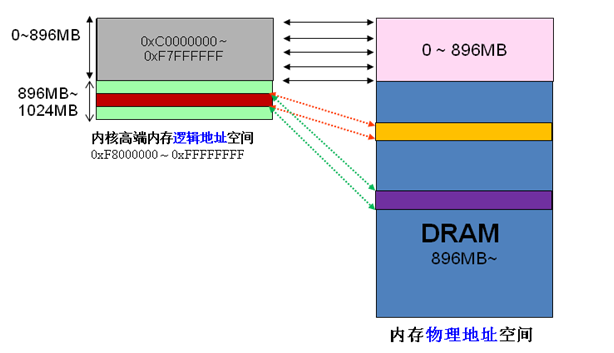 0~896MB
0xC0000000～
0xF7FFFFFF
0 ~ 896MB
896MB~
1024MB
内核高端内存逻辑地址空间
0xF8000000～0xFFFFFFFF
DRAM
896MB~
内存物理地址空间